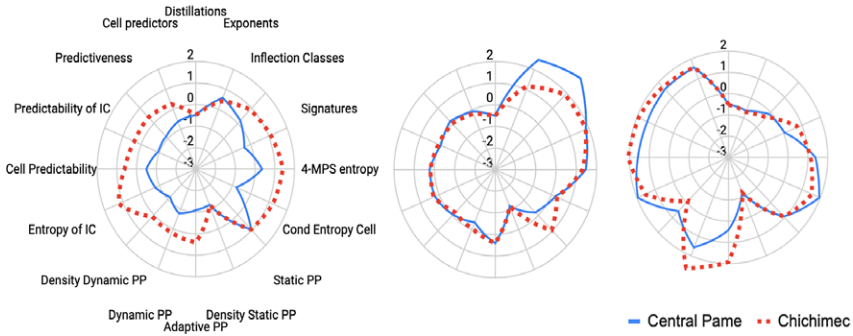 Distillations
Cell predictors Exponents
Predictiveness Inflection Classes
Predictability of IC Signatures
Cell Predictability 4-MPS entropy
Entropy of IC Cond Entropy Cell
Density Dynamic PP Static PP
Dynamic PP Density Static PP
Adaptive PP
2
1
0
-1
-2
-3
2
1
0
-1
-2
-3
2
1
0
-1
-2
-3
Central Pame Chichimec